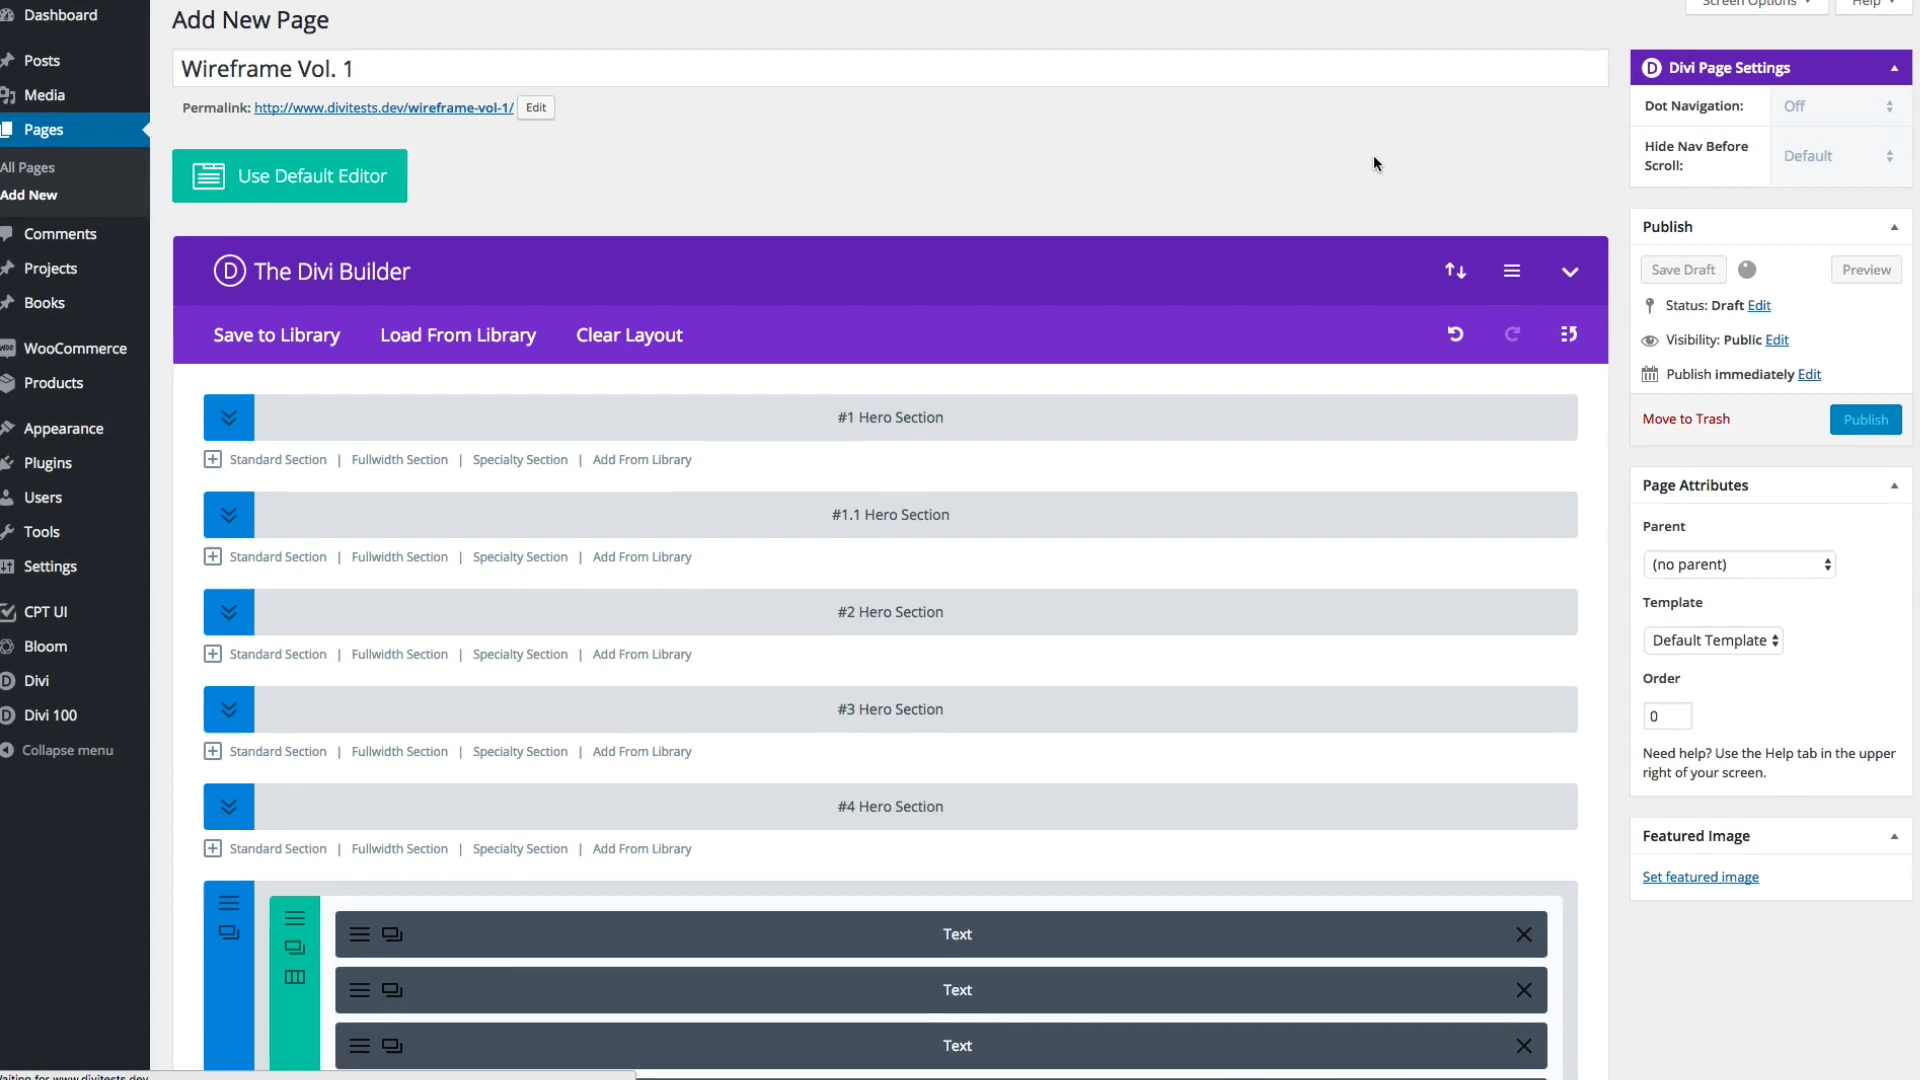 Dashboard
Posts
Media
Pages
All Pages
Add New
Comments
Projects
Books
WooCommerce
Products
Appearance
Plugins
Users
Tools
Settings
CPT UI
Bloom
Divi
Divi 100
Collapse menu
Add New Page
Screen Options
Help
Wireframe Vol. 1
Permalink: http://www.divitests.dev/wireframe-vol-1/ Edit
Use Default Editor
The Divi Builder
Save to Library Load From Library Clear Layout
#1 Hero Section
Standard Section | Fullwidth Section | Specialty Section | Add From Library
#1.1 Hero Section
Standard Section | Fullwidth Section | Specialty Section | Add From Library
#2 Hero Section
Standard Section | Fullwidth Section | Specialty Section | Add From Library
#3 Hero Section
Standard Section | Fullwidth Section | Specialty Section | Add From Library
#4 Hero Section
Standard Section | Fullwidth Section | Specialty Section | Add From Library
Text
Text
Text
Divi Page Settings
Dot Navigation: Off
Hide Nav Before
Scroll:
Default
Publish
Save Draft Preview
Status: Draft Edit
Visibility: Public Edit
Publish immediately Edit
Move to Trash Publish
Page Attributes
Parent
(no parent)
Template
Default Template
Order
0
Need help? Use the Help tab in the upper
right of your screen.
Featured Image
Set featured image